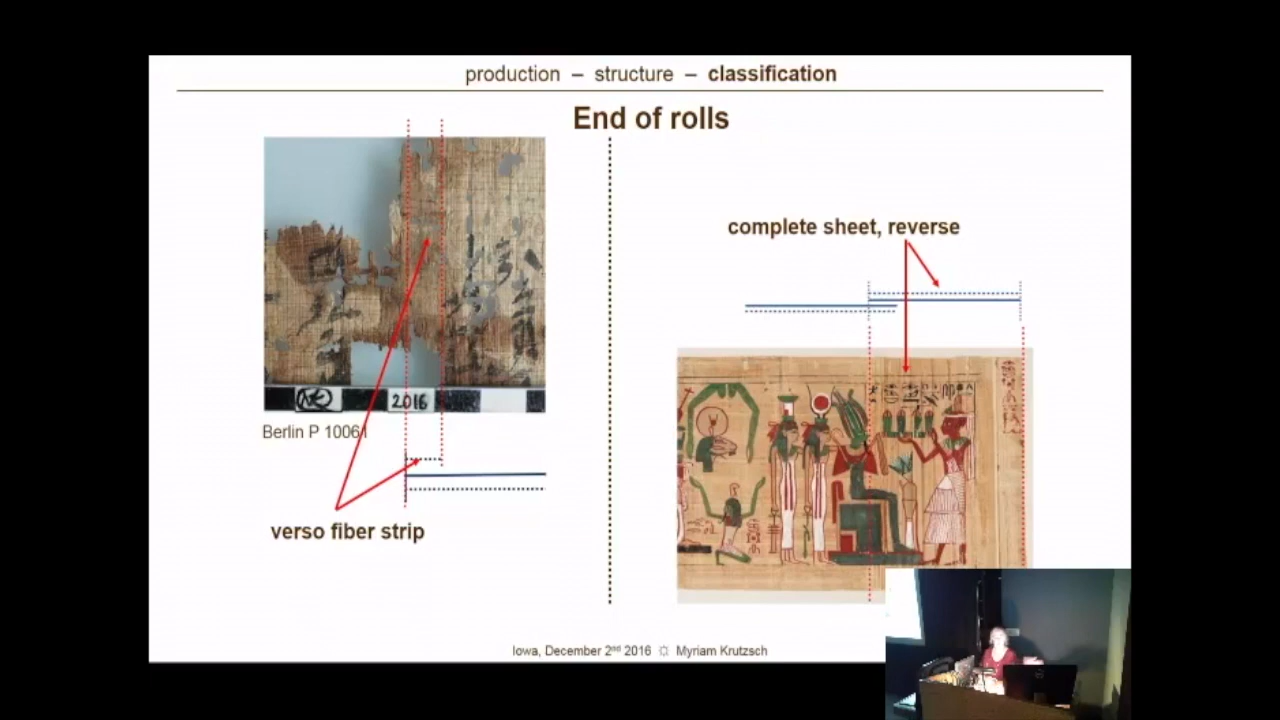 production – structure – classification
End of rolls
complete sheet, reverse
2016
Berlin P 10061
verso fiber strip
Iowa, December 2nd 2016 ☼ Myriam Krutzsch